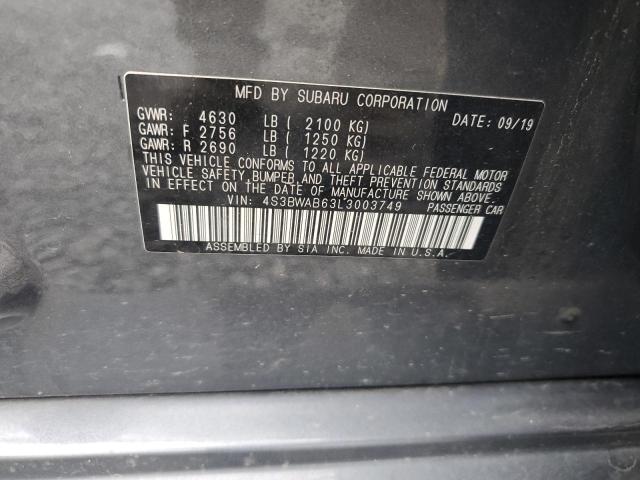 MFD BY SUBARU CORPORATION
GVWR: 4630 LB ( 2100 KG) DATE: 09/19
GAWR: F 2756 LB ( 1250 KG)
GAWR: R 2690 LB ( 1220 KG)
THIS VEHICLE CONFORMS TO ALL APPLICABLE FEDERAL MOTOR
VEHICLE SAFETY, BUMPER, AND THEFT PREVENTION STANDARDS
IN EFFECT ON THE DATE OF MANUFACTURE SHOWN ABOVE.
VIN: 4S3BWAB63L3003749 PASSENGER CAR
ASSEMBLED BY SIA INC. MADE IN U.S.A.